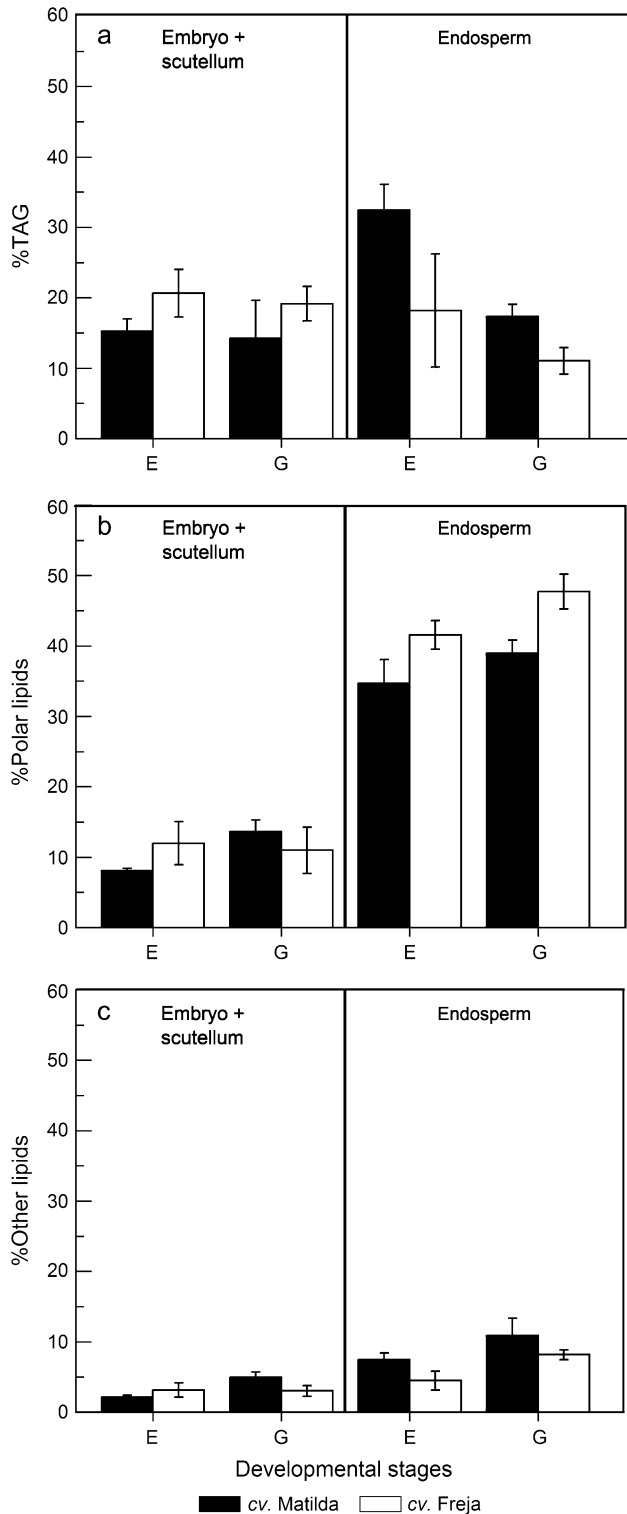 a
Embryo +
scutellum
Endosperm
%TAG
60
50
40
30
20
10
0
E
G
E
G
b
Embryo +
scutellum
Endosperm
%Polar lipids
60
50
40
30
20
10
0
E
G
E
G
c
Embryo +
scutellum
Endosperm
%Other lipids
60
50
40
30
20
10
0
E
G
E
G
Developmental stages
cv. Matilda
cv. Freja